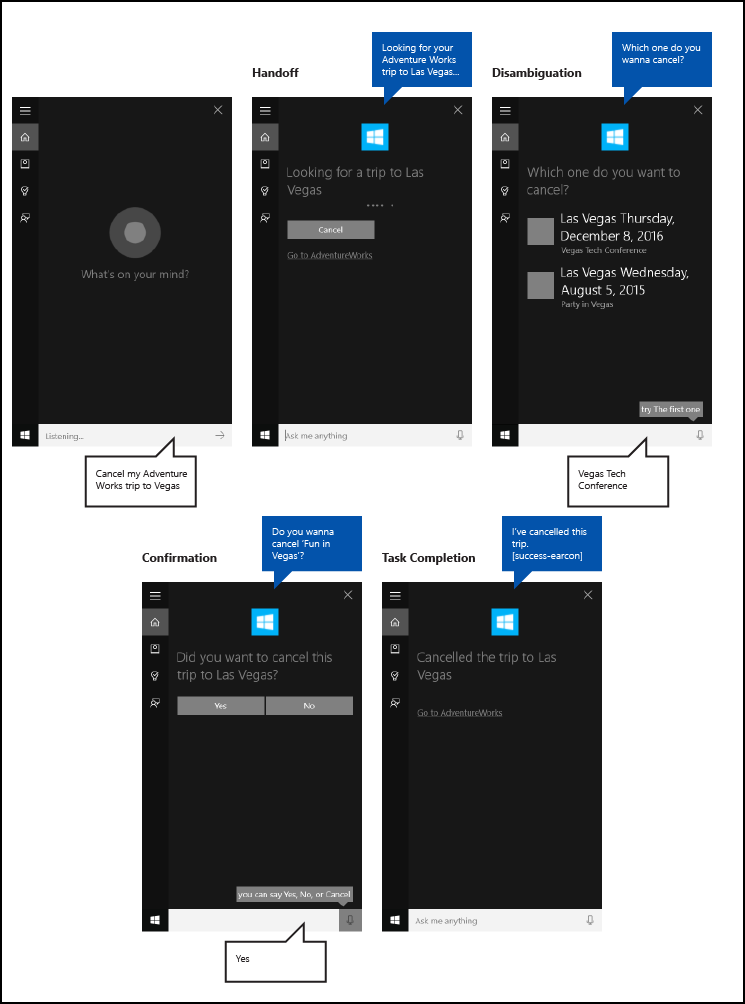 Looking for your
Adventure Works
trip to Las Vegas...
Which one do you
wanna cancel?
Handoff
Disambiguation
What's on your mind?
Listening...
Cancel my Adventure
Works trip to Vegas
Looking for a trip to Las
Vegas
Cancel
Go to AdventureWorks
Ask me anything
Which one do you want to
cancel?
Las Vegas Thursday,
December 8, 2016
Vegas Tech Conference
Las Vegas Wednesday,
August 5, 2015
Party in Vegas
try The first one
Vegas Tech
Conference
Confirmation
Do you wanna
cancel ‘Fun in
Vegas’?
Did you want to cancel this
trip to Las Vegas?
Yes
No
you can say Yes, No, or Cancel
Yes
Task Completion
I’ve cancelled this
trip.
[success-earcon]
Cancelled the trip to Las
Vegas
Go to AdventureWorks
Ask me anything